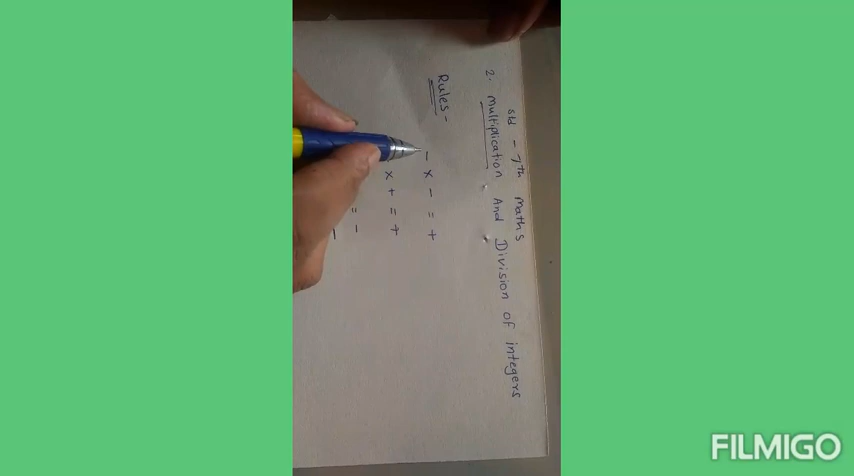 Std - 7th Maths
2. Multiplication And Division of integers
Rules -
- x - = +
x + = +
= -
-
FILMIGO